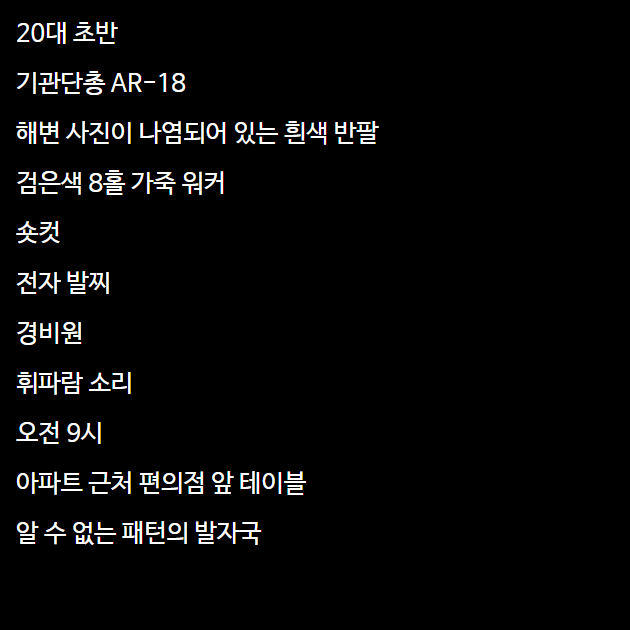 20대 초반
기관단총 AR-18
해변 사진이 나염되어 있는 흰색 반팔
검은색 8홀 가죽 워커
숏컷
전자 발찌
경비원
휘파람 소리
오전 9시
아파트 근처 편의점 앞 테이블
알 수 없는 패턴의 발자국